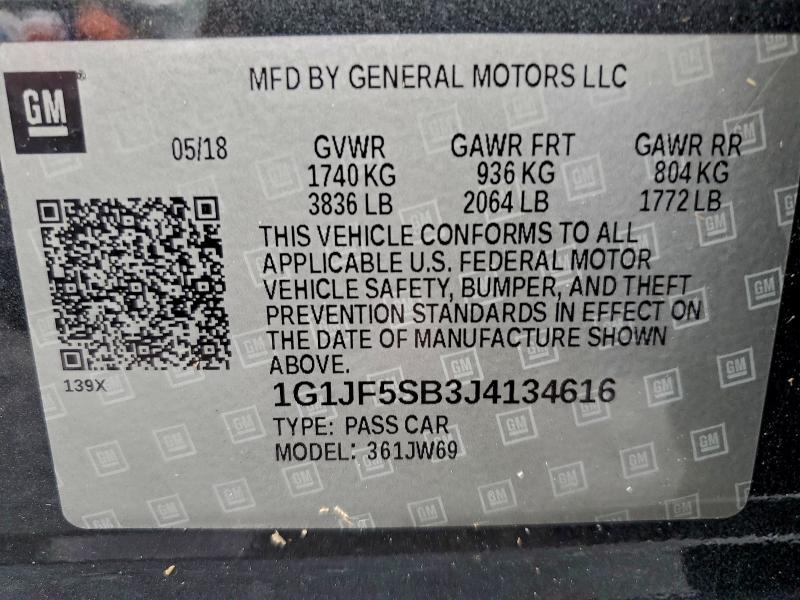 MFD BY GENERAL MOTORS LLC
GM
05/18 GVWR GAWR FRT GAWR RR
1740 KG 936 KG 804 KG
3836 LB 2064 LB 1772 LB
THIS VEHICLE CONFORMS TO ALL
APPLICABLE U.S. FEDERAL MOTOR
VEHICLE SAFETY, BUMPER, AND THEFT
PREVENTION STANDARDS IN EFFECT ON
THE DATE OF MANUFACTURE SHOWN
ABOVE.
139X
1G1JF5SB3J4134616
TYPE: PASS CAR
MODEL: 361JW69